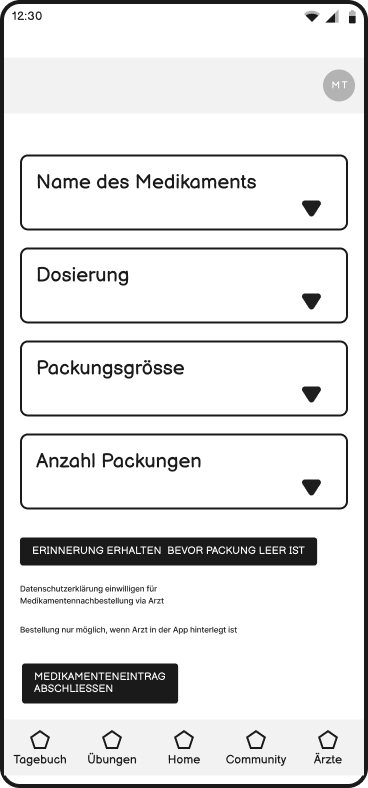 12:30
MT
Name des Medikaments
Dosierung
Packungsgrösse
Anzahl Packungen
ERINNERUNG ERHALTEN BEVOR PACKUNG LEER IST
Datenschutzerklärung einwilligen für
Medikamentennachbestellung via Arzt
Bestellung nur möglich, wenn Arzt in der App hinterlegt ist
MEDIKAMENTENEINTRAG
ABSCHLIESSEN
Tagebuch Übungen Home Community Ärzte